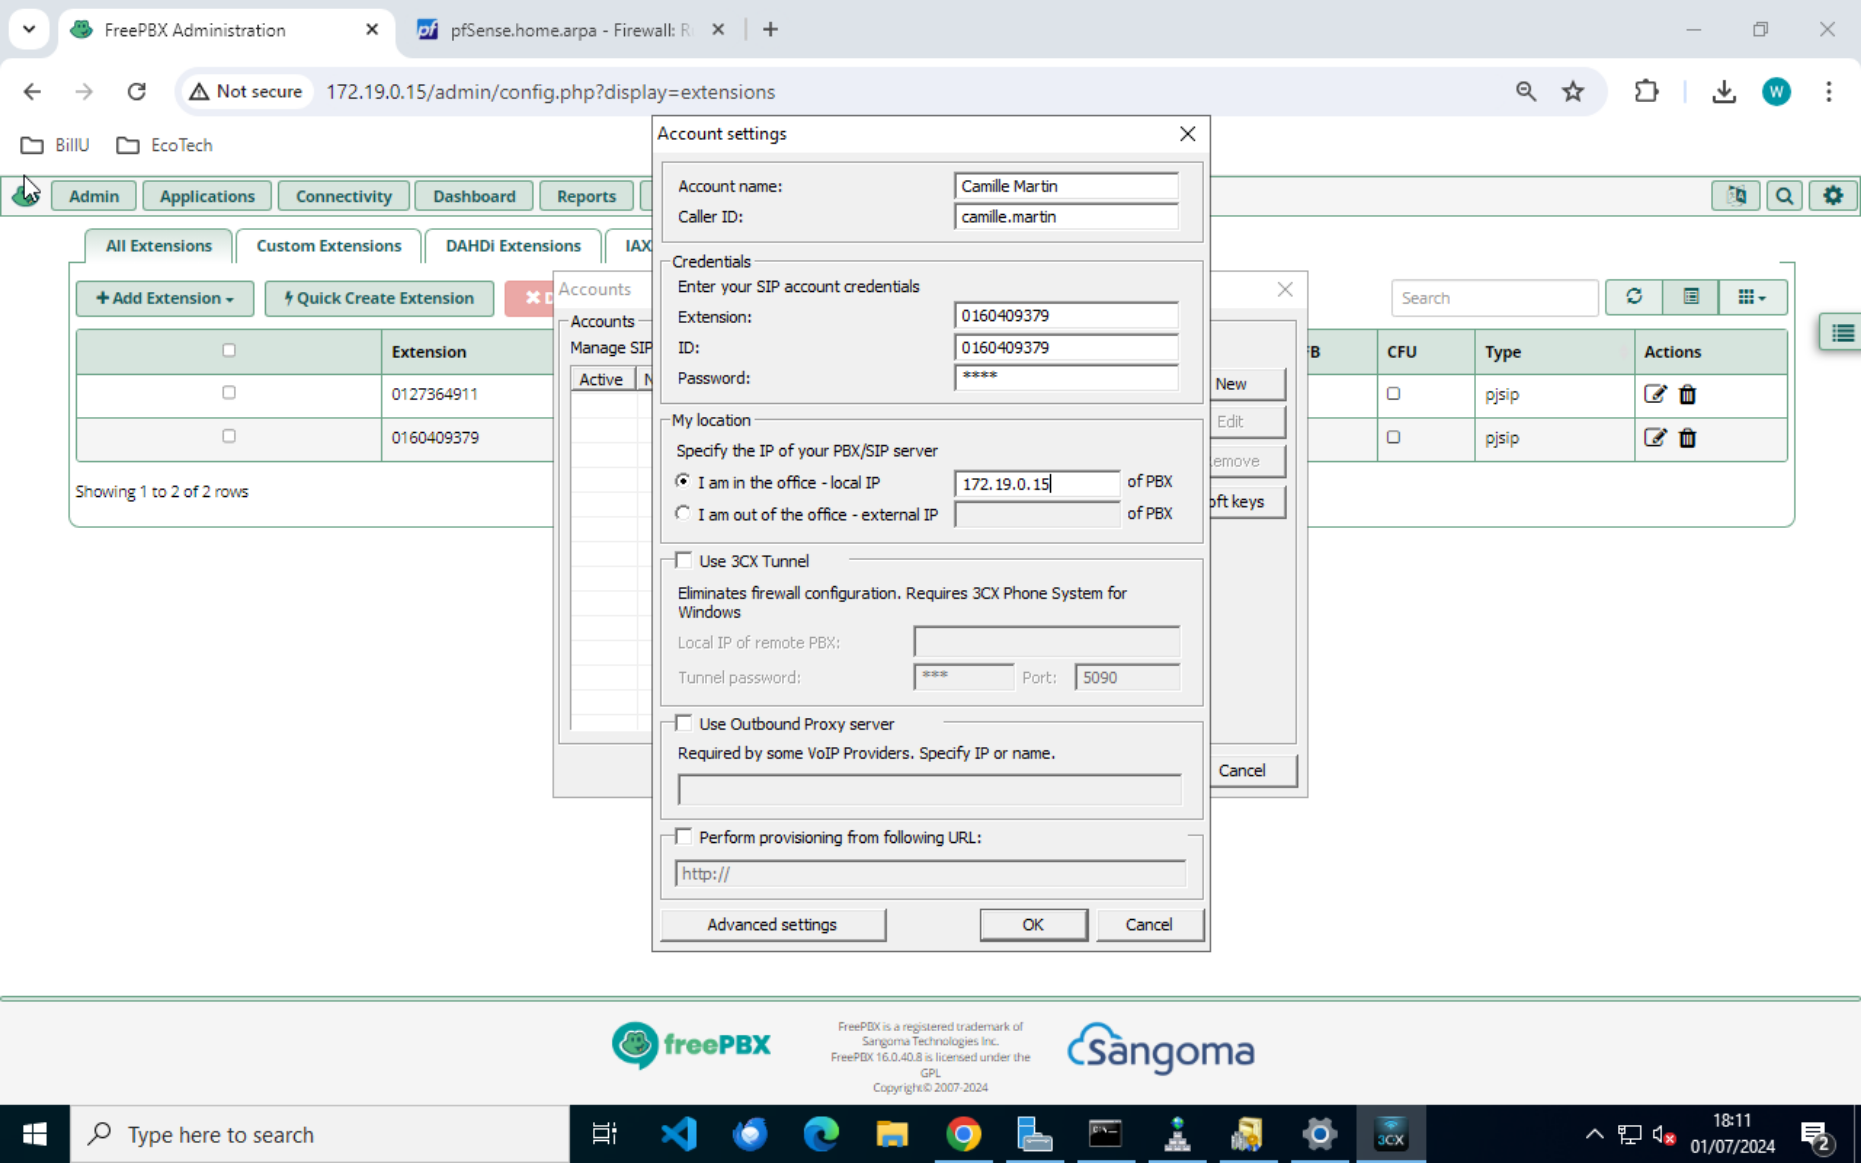 FreePBX Administration
pfSense.home.arpa - Firewall: R
Not secure
172.19.0.15/admin/config.php?display=extensions
W
BillU
EcoTech
Admin
Applications
Connectivity
Dashboard
Reports
All Extensions
Custom Extensions
DAHDi Extensions
IAX
+ Add Extension
Quick Create Extension
Search
Extension
FB
CFU
Type
Actions
0127364911
pjsip
0160409379
pjsip
Showing 1 to 2 of 2 rows
Accounts
Accounts
Manage SIP
Active
N
New
Edit
Remove
oft keys
Cancel
Account settings
Account name:
Camille Martin
Caller ID:
camille.martin
Credentials
Enter your SIP account credentials
Extension:
0160409379
ID:
0160409379
Password:
****
My location
Specify the IP of your PBX/SIP server
I am in the office - local IP
172.19.0.15
of PBX
I am out of the office - external IP
of PBX
Use 3CX Tunnel
Eliminates firewall configuration. Requires 3CX Phone System for
Windows
Local IP of remote PBX:
Tunnel password:
***
Port:
5090
Use Outbound Proxy server
Required by some VoIP Providers. Specify IP or name.
Perform provisioning from following URL:
http://
Advanced settings
OK
Cancel
freePBX
FreePBX is a registered trademark of
Sangoma Technologies Inc.
FreePBX 16.0.40.8 is licensed under the
GPL
Copyright© 2007-2024
Sangoma
Type here to search
3CX
18:11
01/07/2024
2